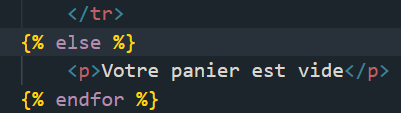 </tr>
{% else %}
<p>Votre panier est vide</p>
{% endfor %}